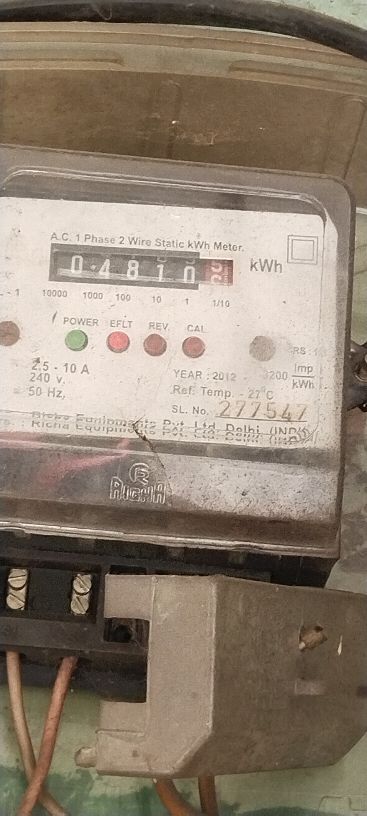 A.C. 1 Phase 2 Wire Static kWh Meter.
04810 kWh
10000 1000 100 10 1 1/10
POWER EFLT REV. CAL
2.5 - 10 A
240 v.
50 Hz,
YEARː 2012 3200 Imp
kWh
Ref. Temp. - 27°C
SL. No. 277547
Richa Equipments Pvt. Ltd. Delhi (IND)
R
RICHA